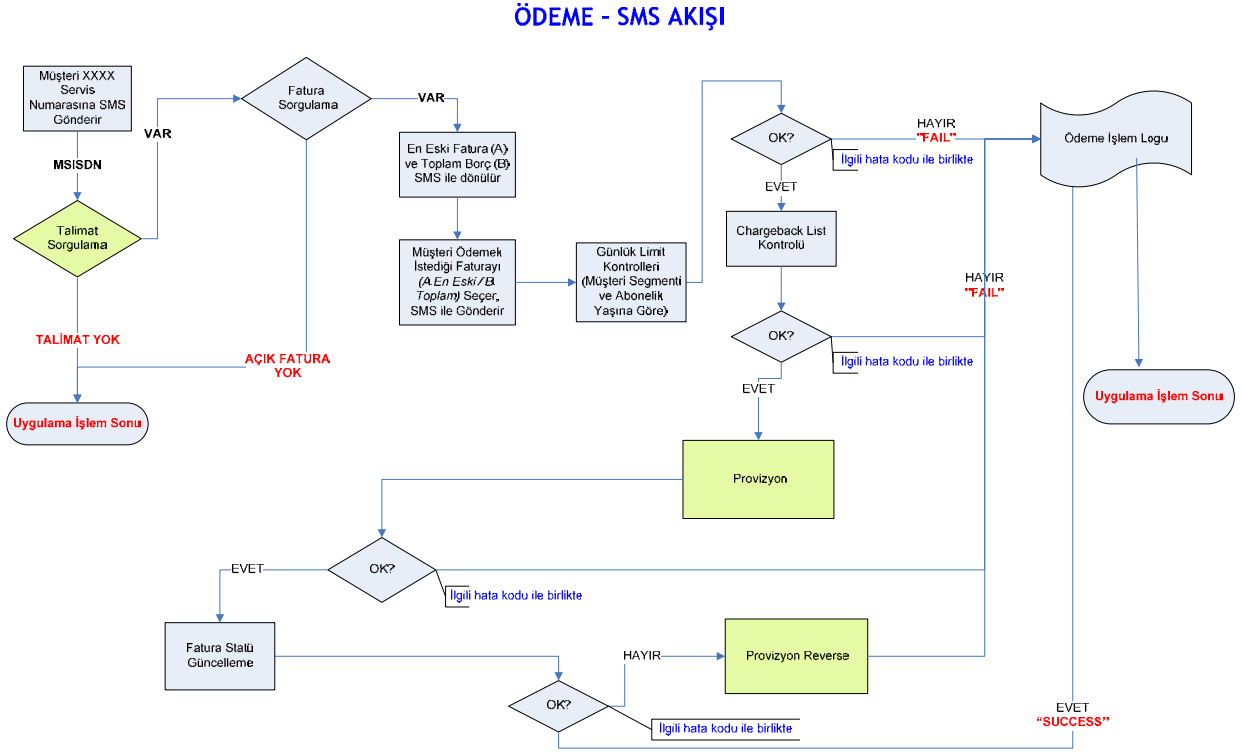 ÖDEME - SMS AKIŞI
Müşteri XXXX
Servis
Numarasına SMS
Gönderir
MSISDN
Talimat
Sorgulama
VAR
TALİMAT YOK
Uygulama İşlem Sonu
Fatura
Sorgulama
VAR
AÇIK FATURA
YOK
En Eski Fatura (A)
ve Toplam Borç (B)
SMS ile dönülür
Müşteri Ödemek
İstediği Faturayı
(A:En Eski / B:
Toplam) Seçer,
SMS ile Gönderir
Günlük Limit
Kontrolleri
(Müşteri Segmenti
ve Abonelik
Yaşına Göre)
OK?
HAYIR
"FAIL"
İlgili hata kodu ile birlikte
EVET
Chargeback List
Kontrolü
OK?
HAYIR
"FAIL"
İlgili hata kodu ile birlikte
EVET
Provizyon
OK?
İlgili hata kodu ile birlikte
EVET
Fatura Statü
Güncelleme
OK?
HAYIR
İlgili hata kodu ile birlikte
Provizyon Reverse
EVET
“SUCCESS”
Ödeme İşlem Logu
Uygulama İşlem Sonu